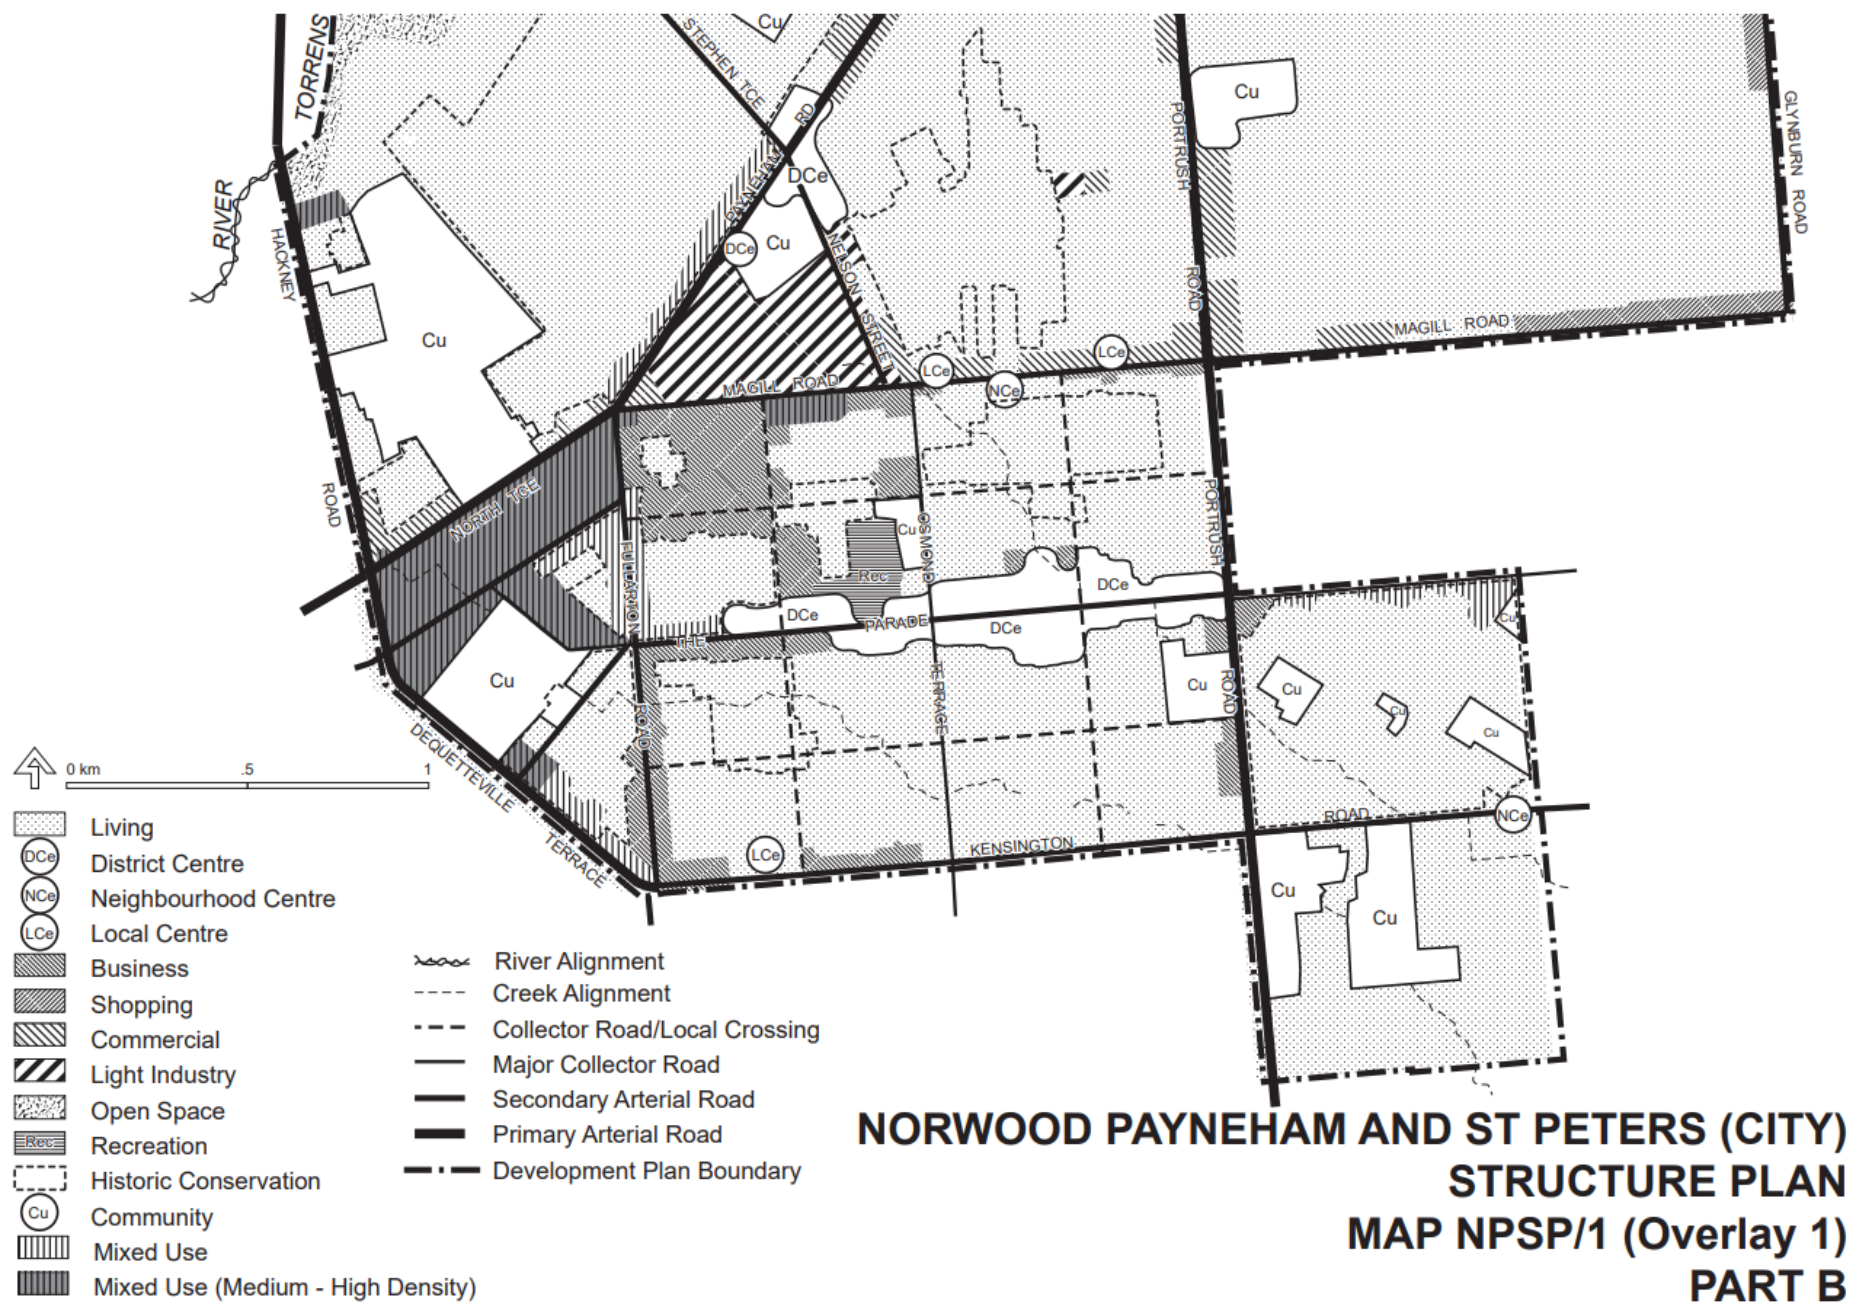 TORRENS
RIVER
Cu
STEPHEN TCE
RD
PAYNEHAM
DCe
DCe
Cu
NELSON
STREET
PORTRUSH
ROAD
Cu
GLYNBURN ROAD
HACKNEY
ROAD
Cu
MAGILL ROAD
MAGILL ROAD
LCe
NCe
LCe
NORTH TCE
FULLARTON
ROAD
Cu
Rec
OSMOND
TERRACE
PORTRUSH
ROAD
DCe
DCe
DCe
THE
PARADE
Cu
Cu
Cu
Cu
Cu
Cu
DEQUETTEVILLE
TERRACE
LCe
KENSINGTON
ROAD
NCe
Cu
Cu
0 km .5 1
Living
DCe District Centre
NCe Neighbourhood Centre
LCe Local Centre
Business
Shopping
Commercial
Light Industry
Open Space
Rec Recreation
Historic Conservation
Cu Community
Mixed Use
Mixed Use (Medium - High Density)
River Alignment
Creek Alignment
Collector Road/Local Crossing
Major Collector Road
Secondary Arterial Road
Primary Arterial Road
Development Plan Boundary
NORWOOD PAYNEHAM AND ST PETERS (CITY)
STRUCTURE PLAN
MAP NPSP/1 (Overlay 1)
PART B